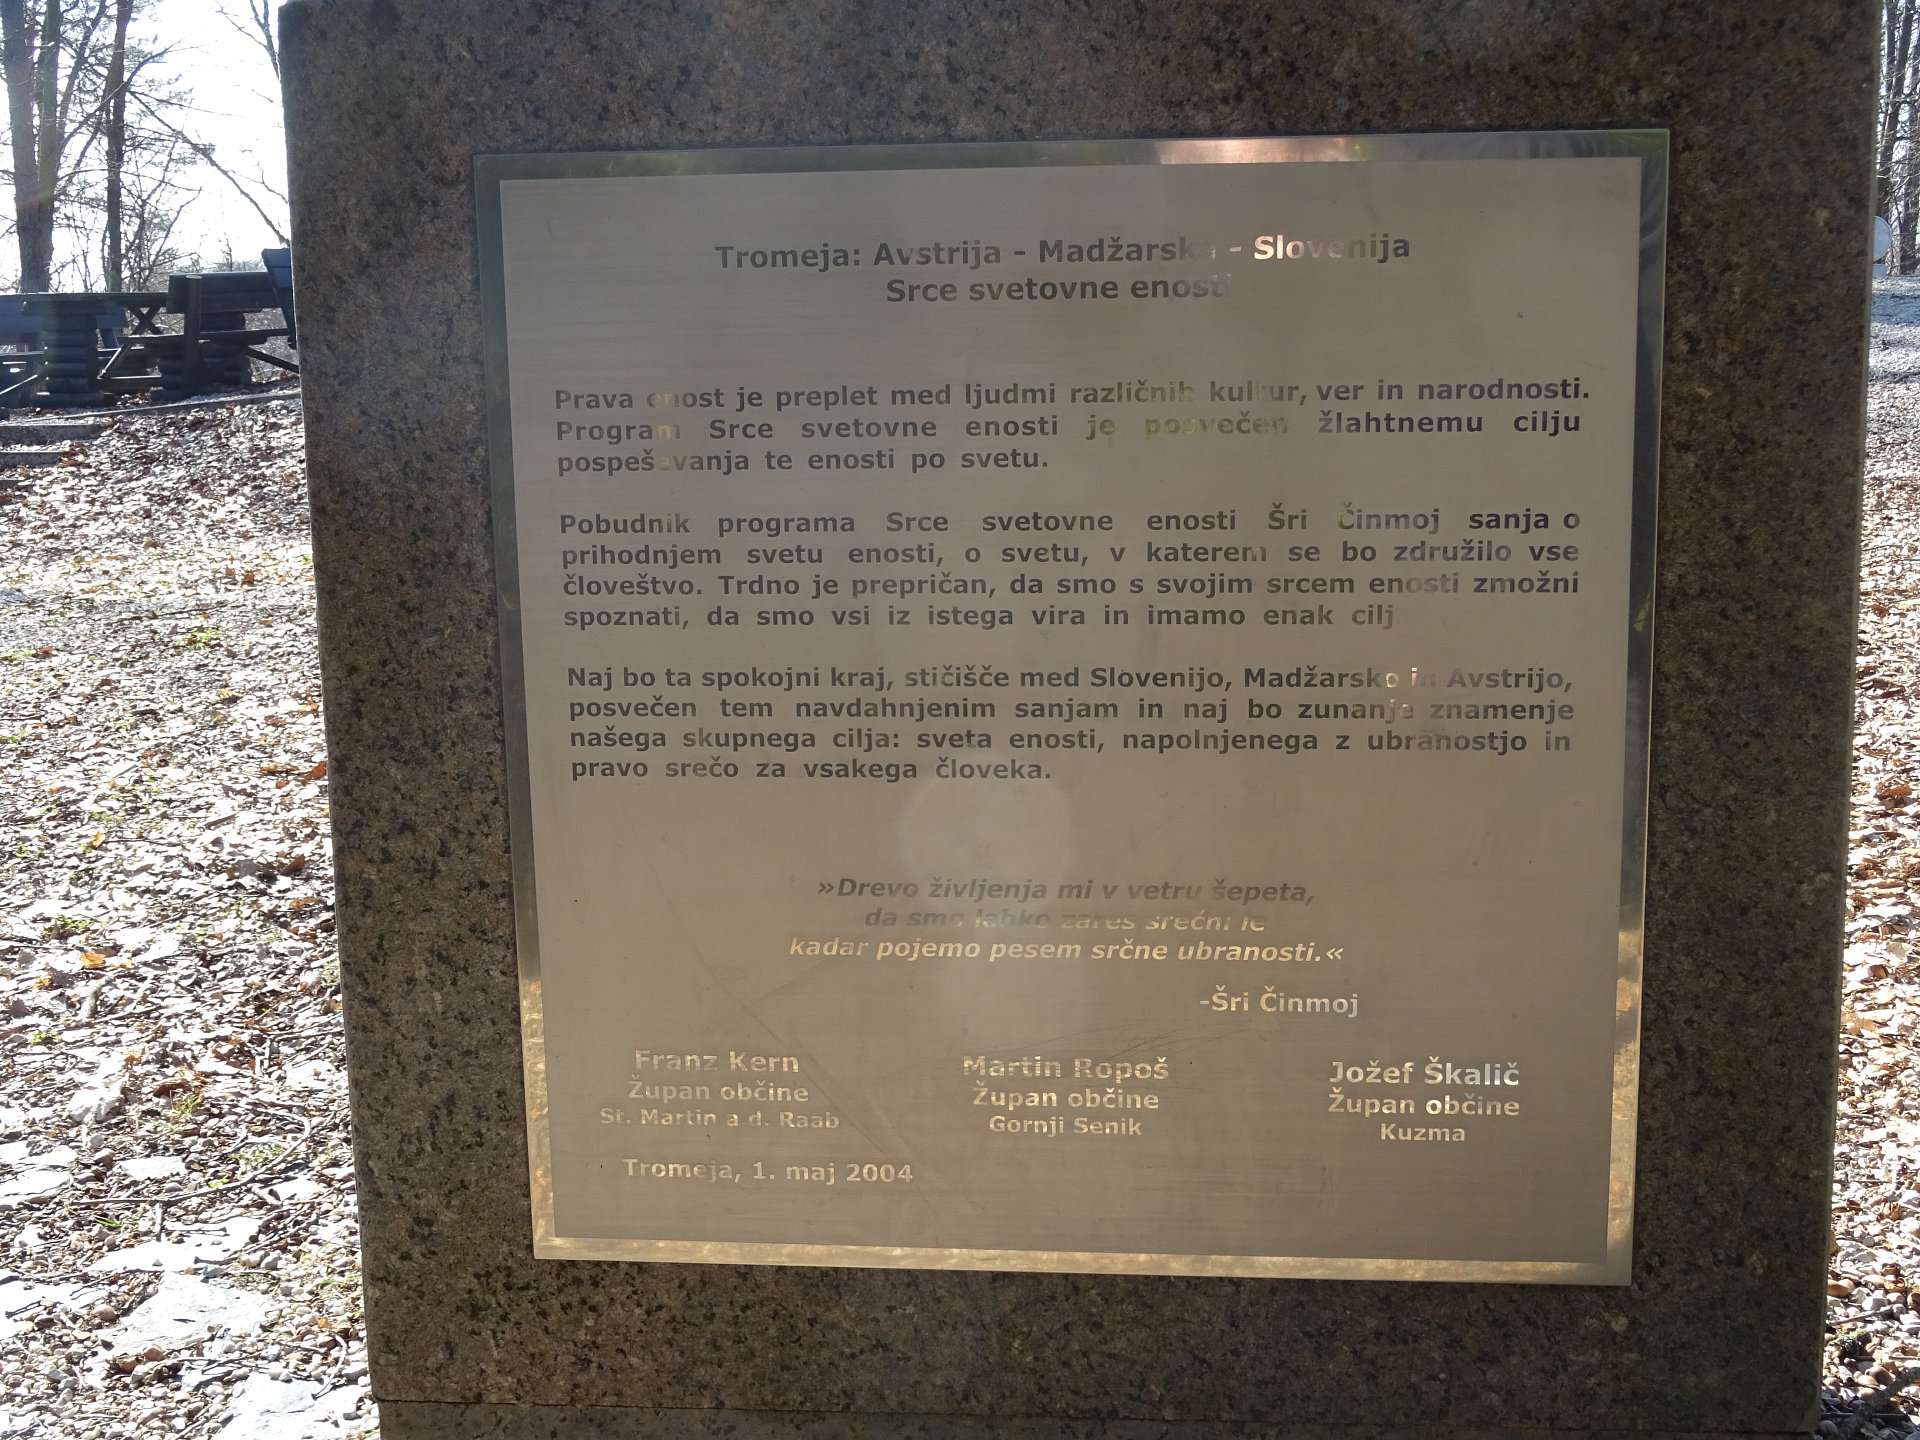 Tromeja: Avstrija - Madžarska - Slovenija
Srce svetovne enosti
Prava enost je preplet med ljudmi različnih kultur, ver in narodnosti.
Program Srce svetovne enosti je posvečen žlahtnemu cilju
pospeševanja te enosti po svetu.
Pobudnik programa Srce svetovne enosti Šri Činmoj sanja o
prihodnjem svetu enosti, o svetu, v katerem se bo združilo vse
človeštvo. Trdno je prepričan, da smo s svojim srcem enosti zmožni
spoznati, da smo vsi iz istega vira in imamo enak cilj.
Naj bo ta spokojni kraj, stičišče med Slovenijo, Madžarsko in Avstrijo,
posvečen tem navdahnjenim sanjam in naj bo zunanje znamenje
našega skupnega cilja: sveta enosti, napolnjenega z ubranostjo in
pravo srečo za vsakega človeka.
»Drevo življenja mi v vetru šepeta,
da smo lahko zares srečni le
kadar pojemo pesem srčne ubranosti.«
-Šri Činmoj
Franz Kern Martin Ropoš Jožef Škalič
Župan občine Župan občine Župan občine
St. Martin a d. Raab Gornji Senik Kuzma
Tromeja, 1. maj 2004